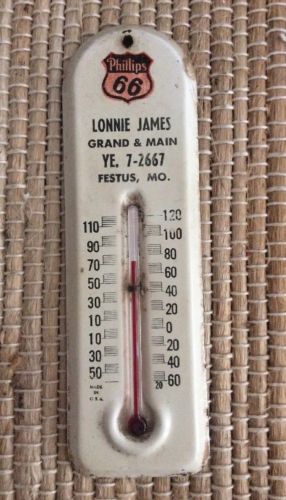 Phillips
66
LONNIE JAMES
GRAND & MAIN
YE. 7-2667
FESTUS, MO.
120
110 100
90 80
70 60
50 40
30 20
10 0
10 20
30 40
50 20 60
MADE
IN
U.S.A.